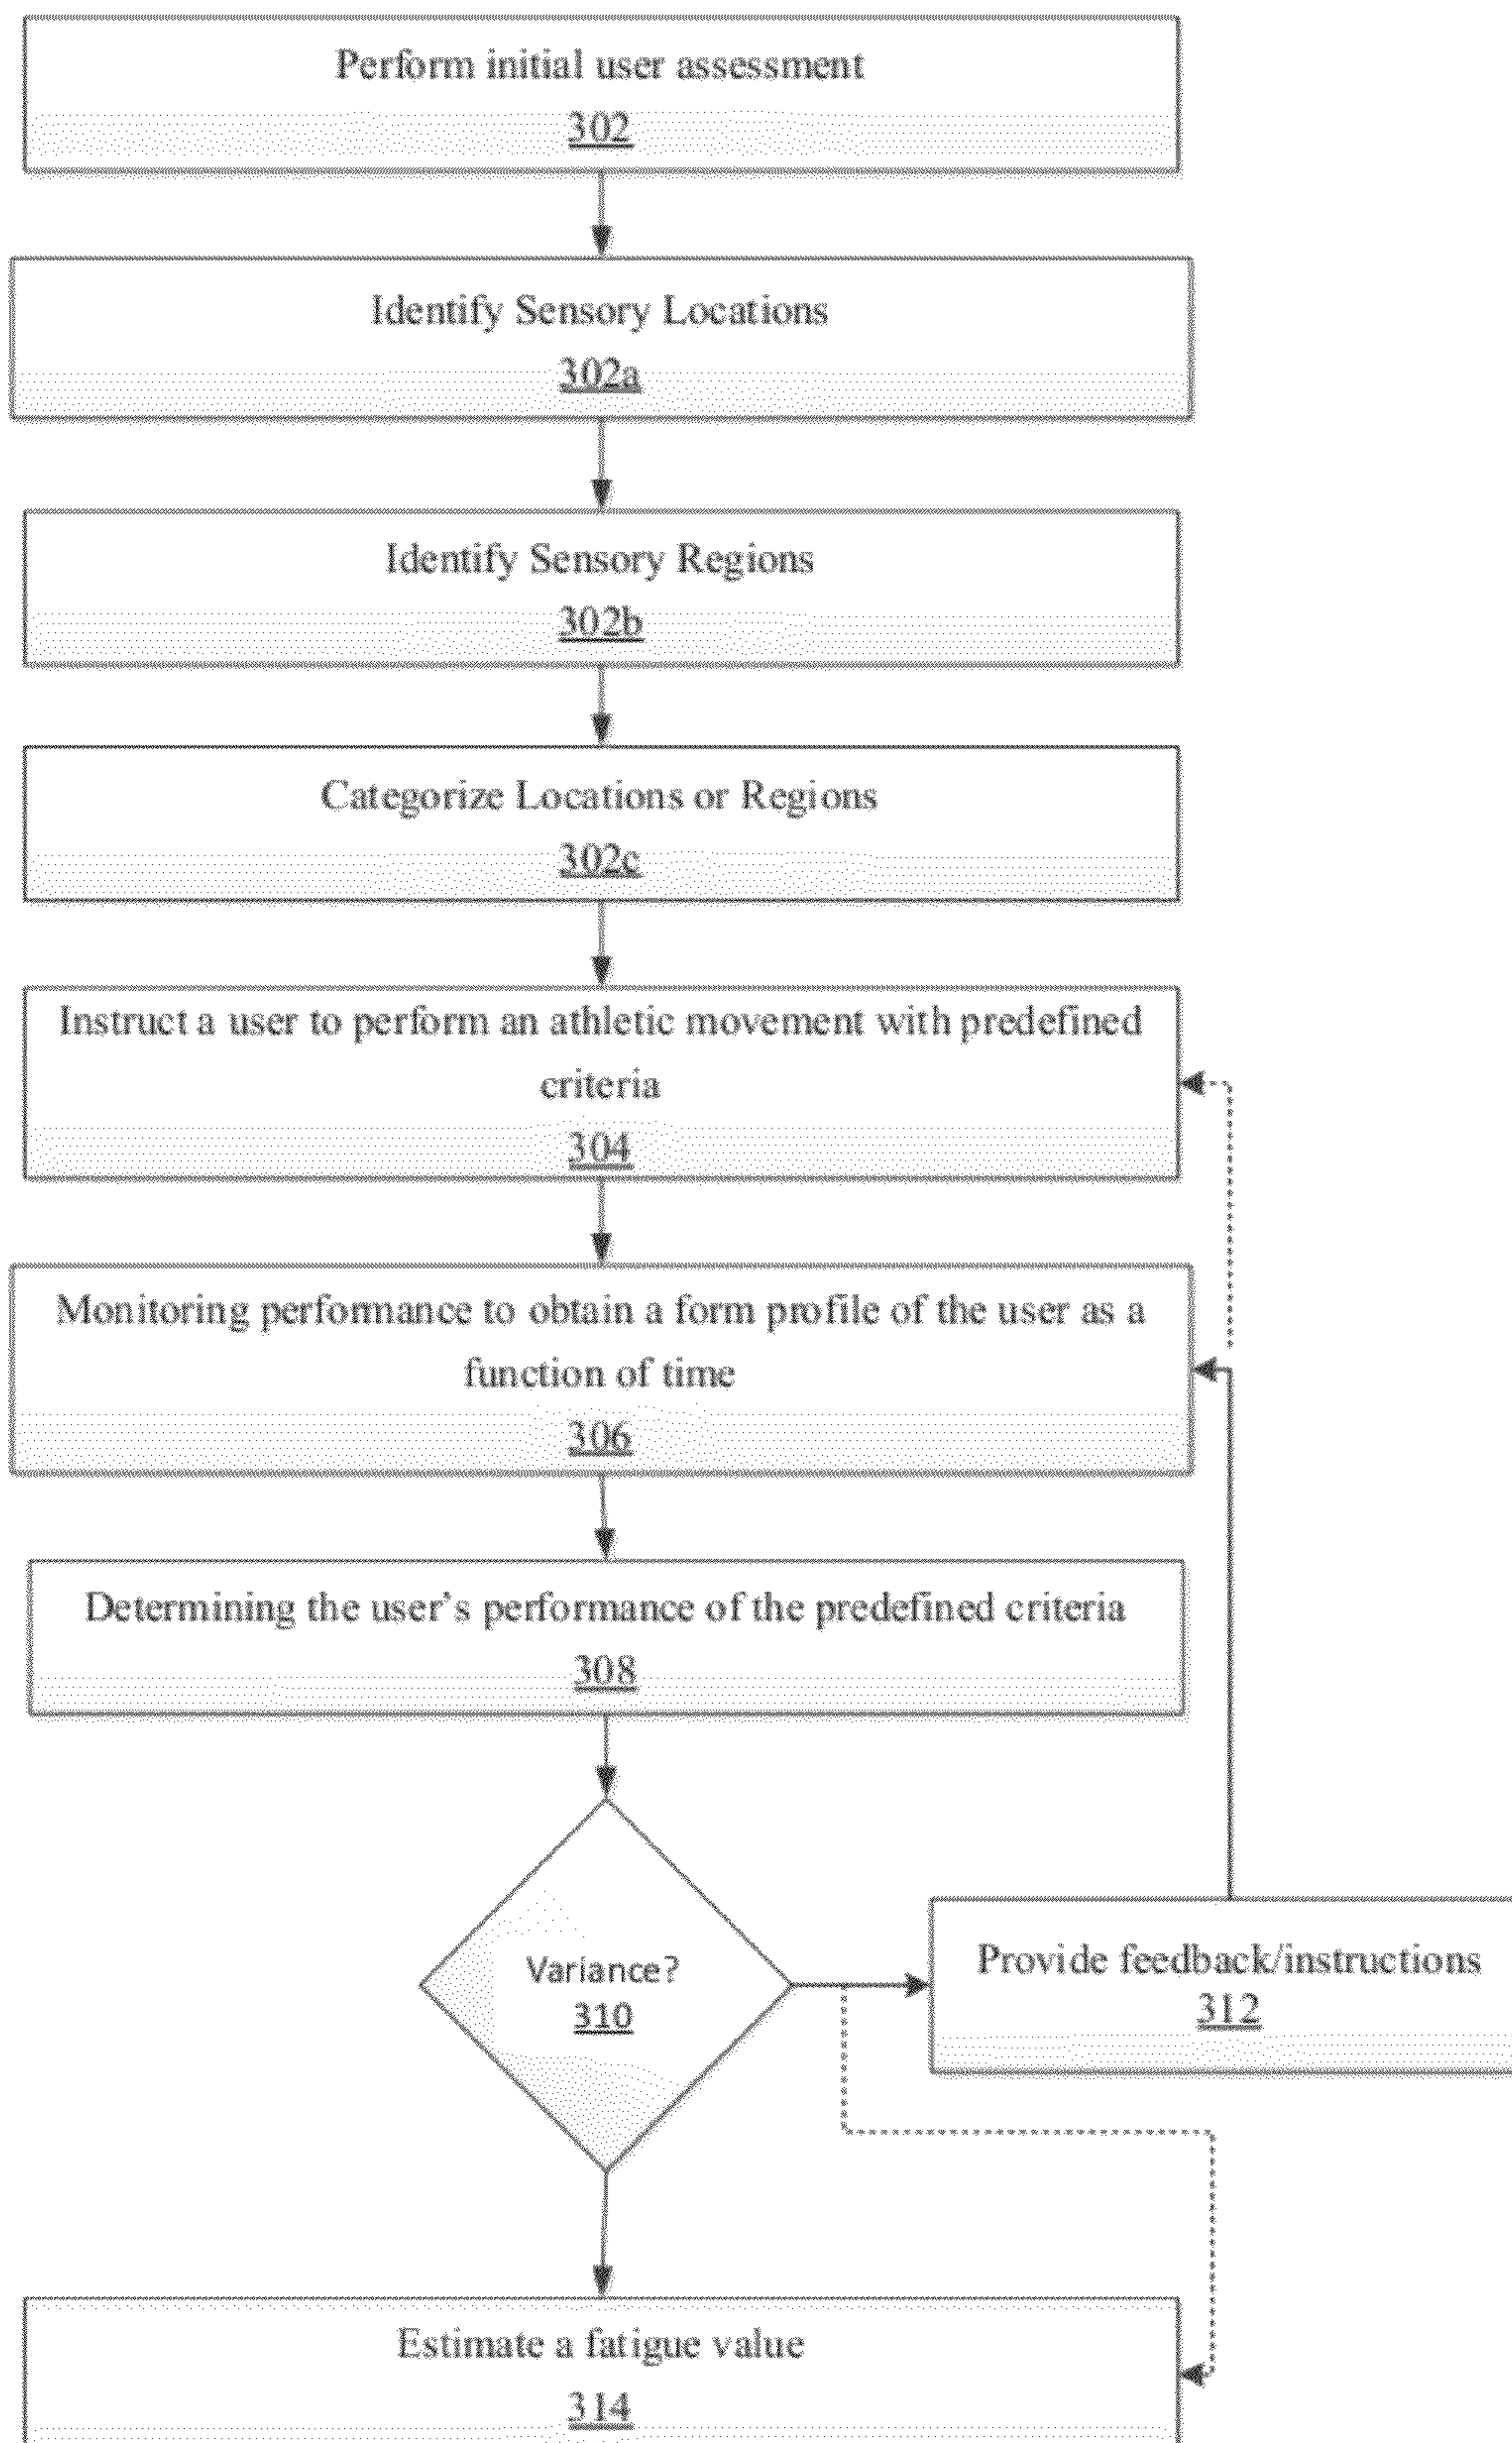 Perform initial user assessment
302
Identify Sensory Locations
302a
Identify Sensory Regions
302b
Categorize Locations or Regions
302c
Instruct a user to perform an athletic movement with predefined
criteria
304
Monitoring performance to obtain a form profile of the user as a
function of time
306
Determining the user's performance of the predefined criteria
308
Variance?
310
Provide feedback/instructions
312
Estimate a fatigue value
314